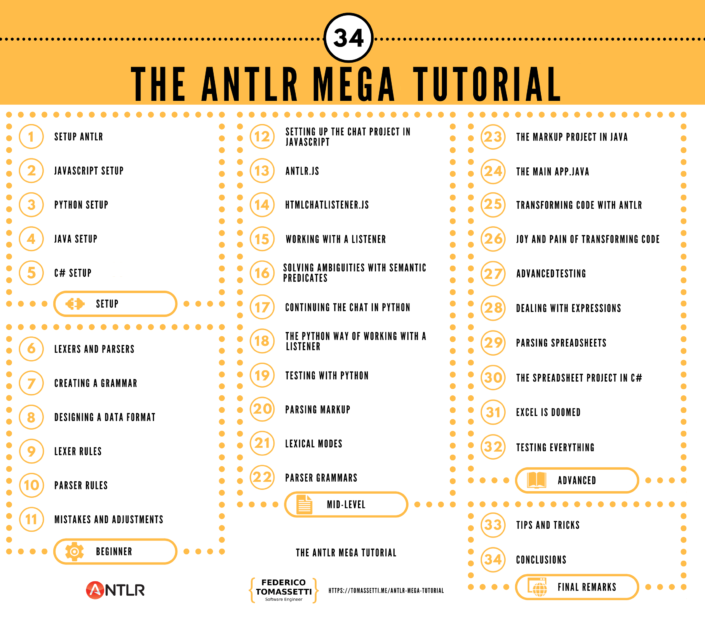 34
THE ANTLR MEGA TUTORIAL
1 SETUP ANTLR
2 JAVASCRIPT SETUP
3 PYTHON SETUP
4 JAVA SETUP
5 C# SETUP
SETUP
6 LEXERS AND PARSERS
7 CREATING A GRAMMAR
8 DESIGNING A DATA FORMAT
9 LEXER RULES
10 PARSER RULES
11 MISTAKES AND ADJUSTMENTS
BEGINNER
ANTLR
12 SETTING UP THE CHAT PROJECT IN
JAVASCRIPT
13 ANTLR.JS
14 HTMLCHATLISTENER.JS
15 WORKING WITH A LISTENER
16 SOLVING AMBIGUITIES WITH SEMANTIC
PREDICATES
17 CONTINUING THE CHAT IN PYTHON
18 THE PYTHON WAY OF WORKING WITH A
LISTENER
19 TESTING WITH PYTHON
20 PARSING MARKUP
21 LEXICAL MODES
22 PARSER GRAMMARS
MID-LEVEL
THE ANTLR MEGA TUTORIAL
FEDERICO
TOMASSETTI
Software Engineer
HTTPS://TOMASSETTI.ME/ANTLR-MEGA-TUTORIAL
23 THE MARKUP PROJECT IN JAVA
24 THE MAIN APP.JAVA
25 TRANSFORMING CODE WITH ANTLR
26 JOY AND PAIN OF TRANSFORMING CODE
27 ADVANCEDTESTING
28 DEALING WITH EXPRESSIONS
29 PARSING SPREADSHEETS
30 THE SPREADSHEET PROJECT IN C#
31 EXCEL IS DOOMED
32 TESTING EVERYTHING
ADVANCED
33 TIPS AND TRICKS
34 CONCLUSIONS
FINAL REMARKS